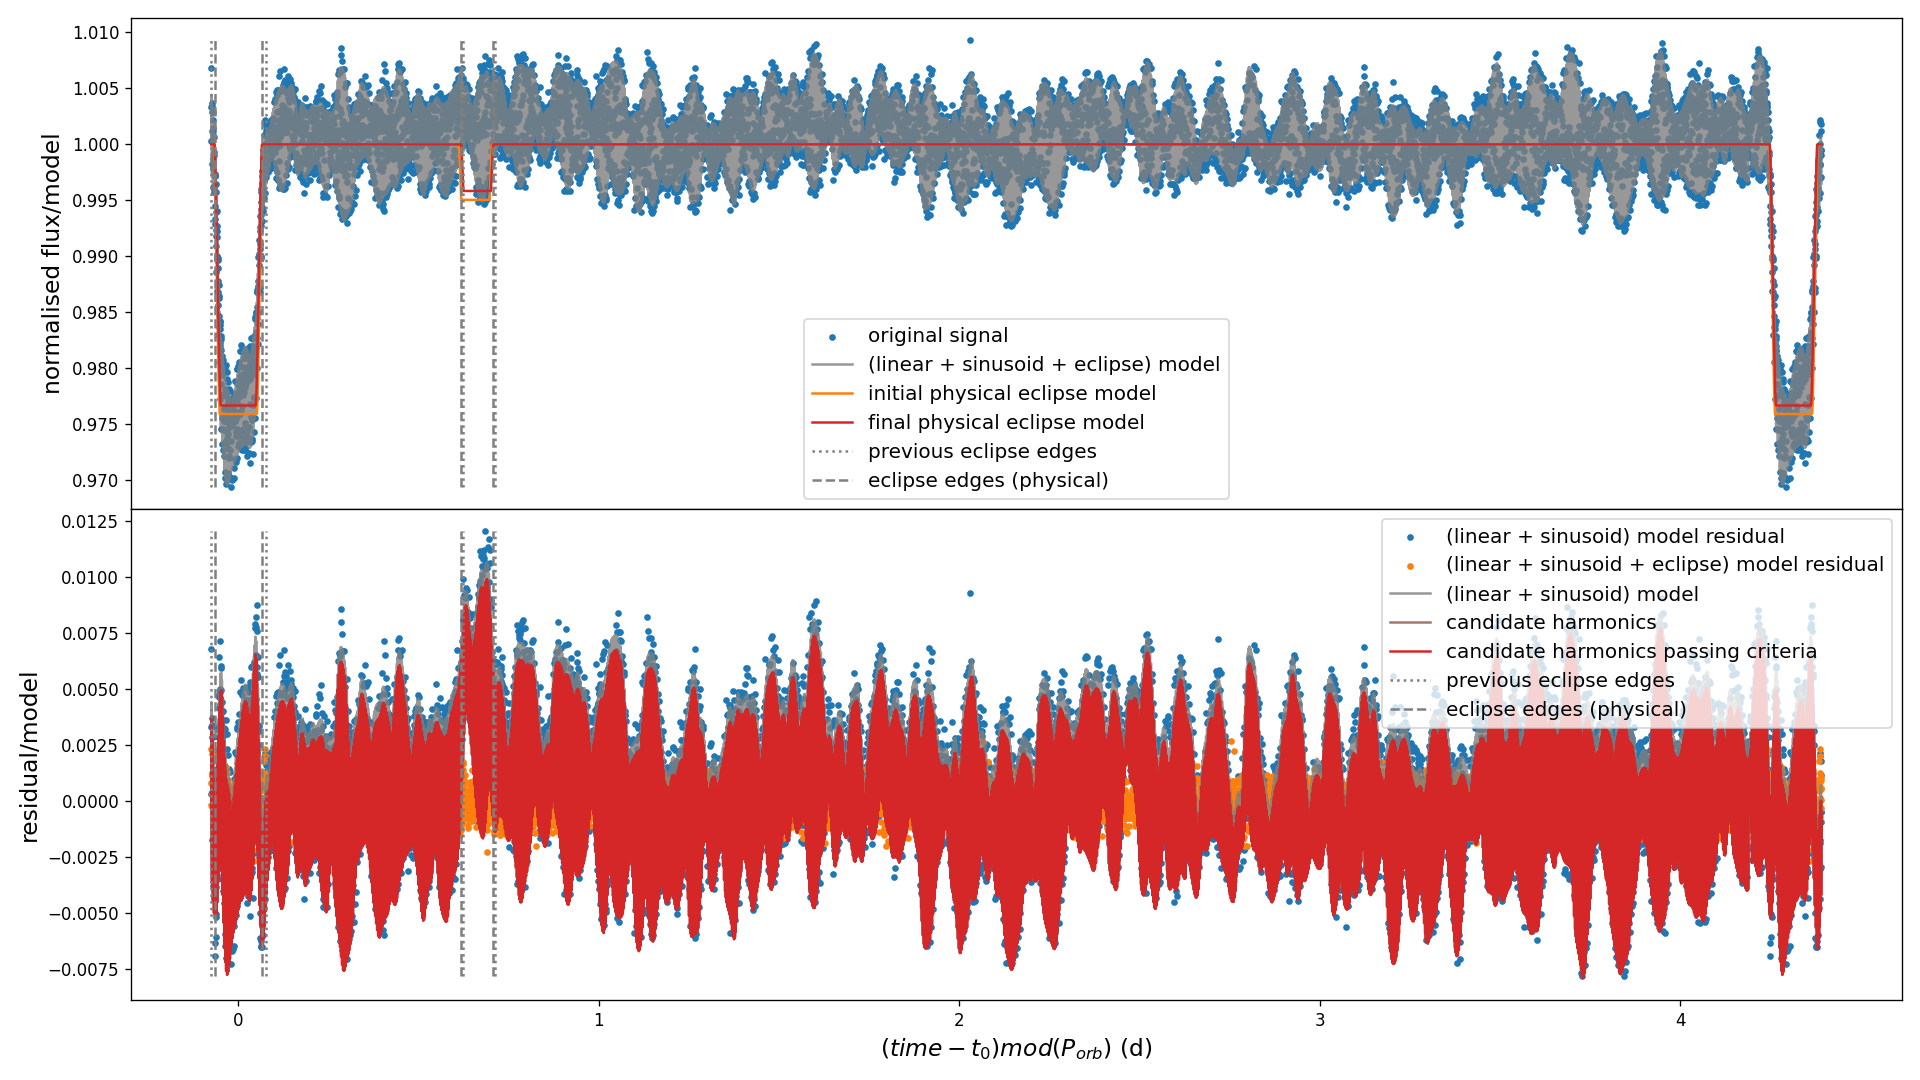 1.010
1.005
1.000
0.995
0.990
0.985
0.980
0.975
0.970
normalised flux/model
original signal
(linear + sinusoid + eclipse) model
initial physical eclipse model
final physical eclipse model
previous eclipse edges
eclipse edges (physical)
0.0125
0.0100
0.0075
0.0050
0.0025
0.0000
−0.0025
−0.0050
−0.0075
residual/model
(linear + sinusoid) model residual
(linear + sinusoid + eclipse) model residual
(linear + sinusoid) model
candidate harmonics
candidate harmonics passing criteria
previous eclipse edges
eclipse edges (physical)
0 1 2 3 4
(time − t₀)mod(P_orb) (d)